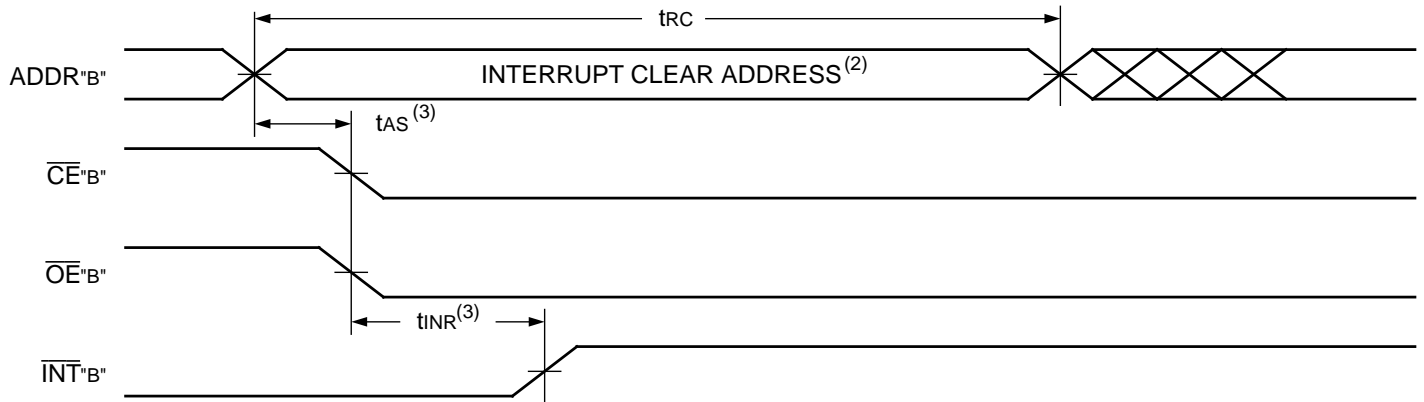 tRC
ADDR"B"
INTERRUPT CLEAR ADDRESS(2)
tAS(3)
CE"B"
OE"B"
tINR(3)
INT"B"